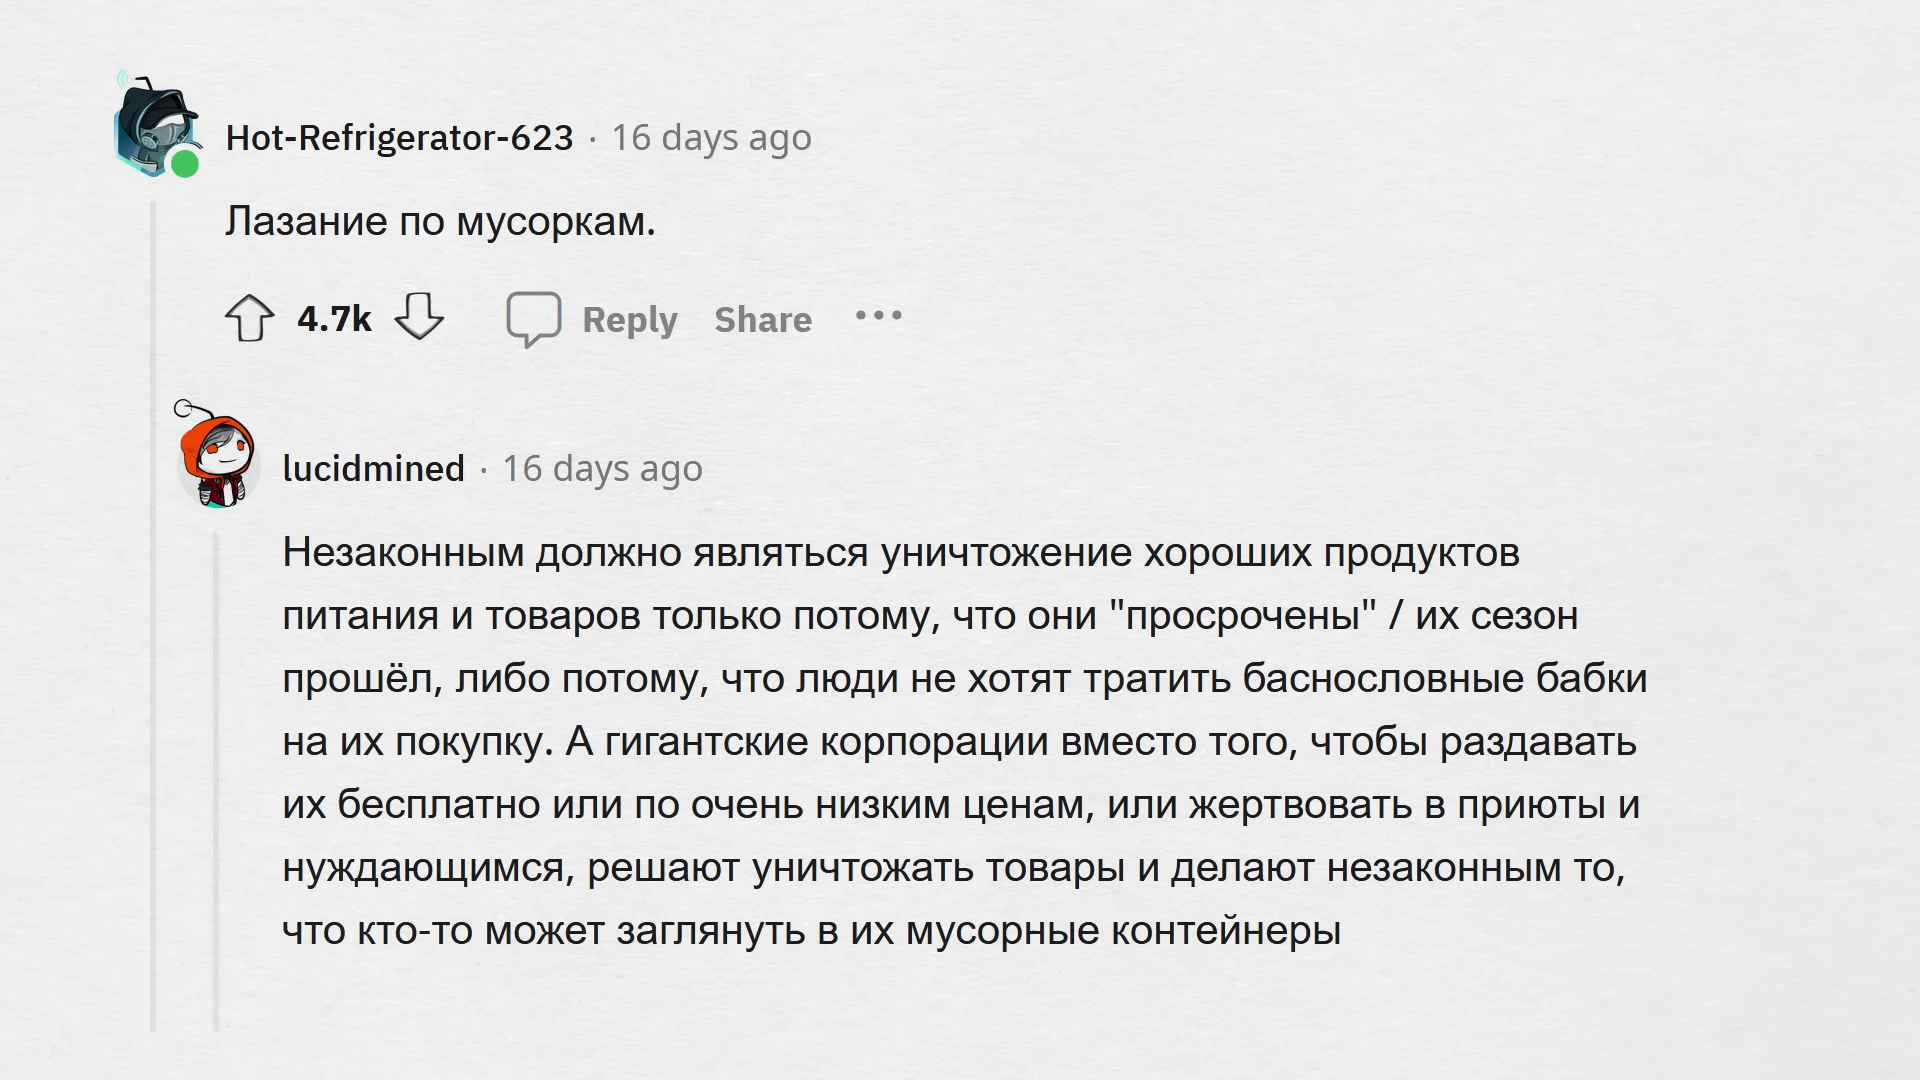 Hot-Refrigerator-623 · 16 days ago
Лазание по мусоркам.
4.7k Reply Share ···
lucidmined · 16 days ago
Незаконным должно являться уничтожение хороших продуктов
питания и товаров только потому, что они "просрочены" / их сезон
прошёл, либо потому, что люди не хотят тратить баснословные бабки
на их покупку. А гигантские корпорации вместо того, чтобы раздавать
их бесплатно или по очень низким ценам, или жертвовать в приюты и
нуждающимся, решают уничтожать товары и делают незаконным то,
что кто-то может заглянуть в их мусорные контейнеры